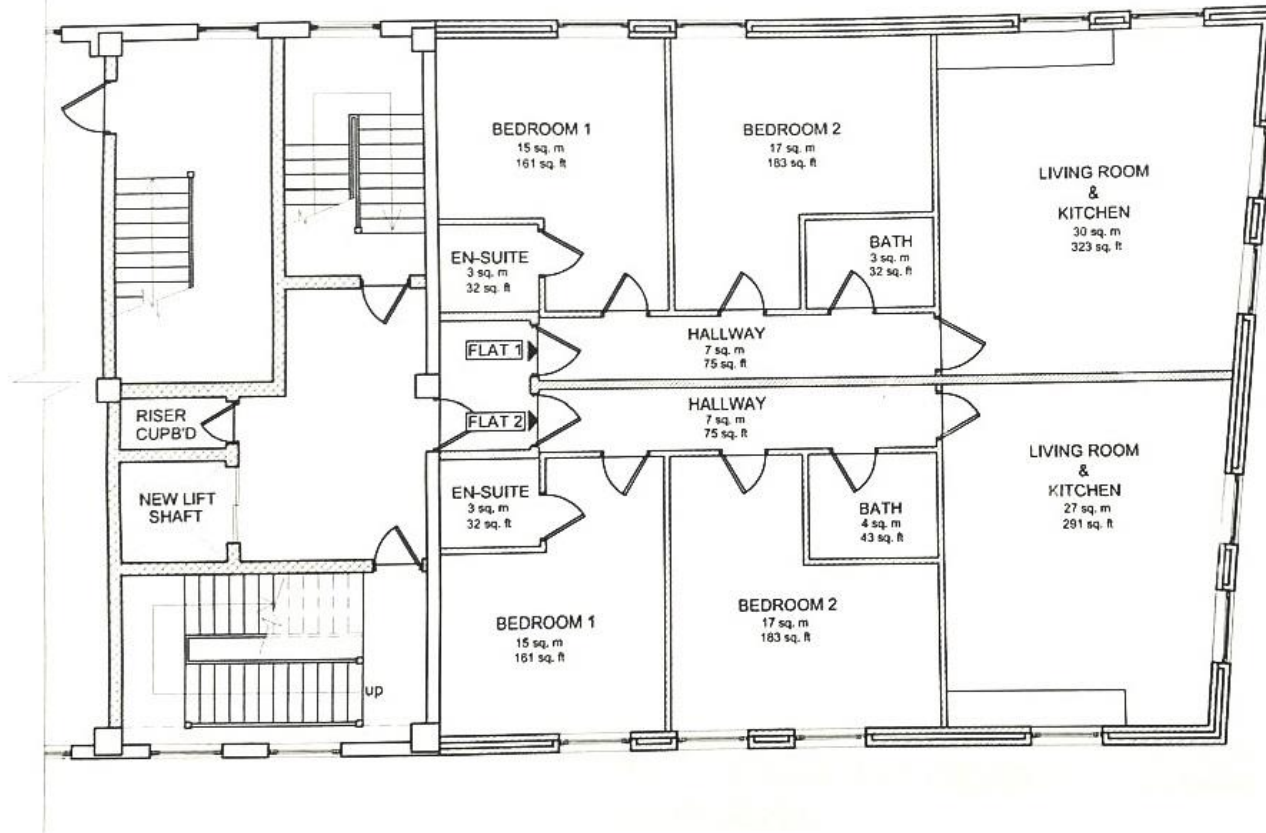 BEDROOM 1
15 sq. m
161 sq. ft
BEDROOM 2
17 sq. m
183 sq. ft
LIVING ROOM
&
KITCHEN
30 sq. m
323 sq. ft
EN-SUITE
3 sq. m
32 sq. ft
BATH
3 sq. m
32 sq. ft
FLAT 1
HALLWAY
7 sq. m
75 sq. ft
RISER
CUPB'D
FLAT 2
HALLWAY
7 sq. m
75 sq. ft
NEW LIFT
SHAFT
EN-SUITE
3 sq. m
32 sq. ft
BATH
4 sq. m
43 sq. ft
LIVING ROOM
&
KITCHEN
27 sq. m
291 sq. ft
BEDROOM 1
15 sq. m
161 sq. ft
BEDROOM 2
17 sq. m
183 sq. ft
up